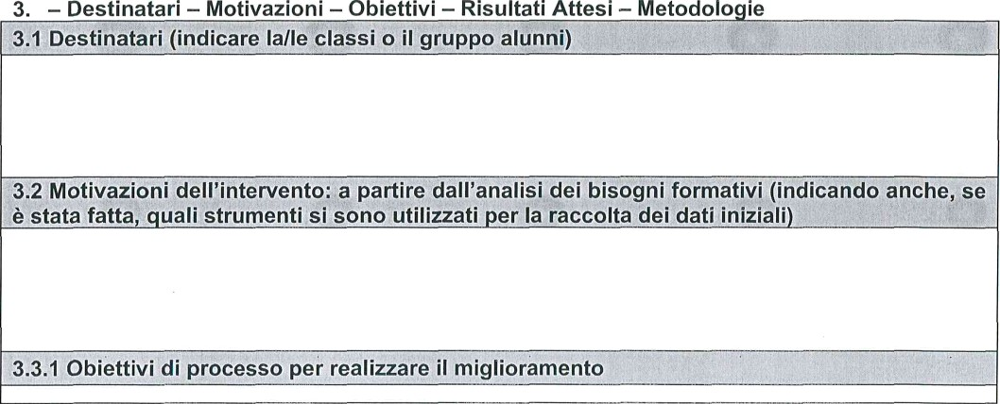 3. – Destinatari – Motivazioni – Obiettivi – Risultati Attesi – Metodologie
3.1 Destinatari (indicare la/le classi o il gruppo alunni)
3.2 Motivazioni dell'intervento: a partire dall'analisi dei bisogni formativi (indicando anche, se
è stata fatta, quali strumenti si sono utilizzati per la raccolta dei dati iniziali)
3.3.1 Obiettivi di processo per realizzare il miglioramento